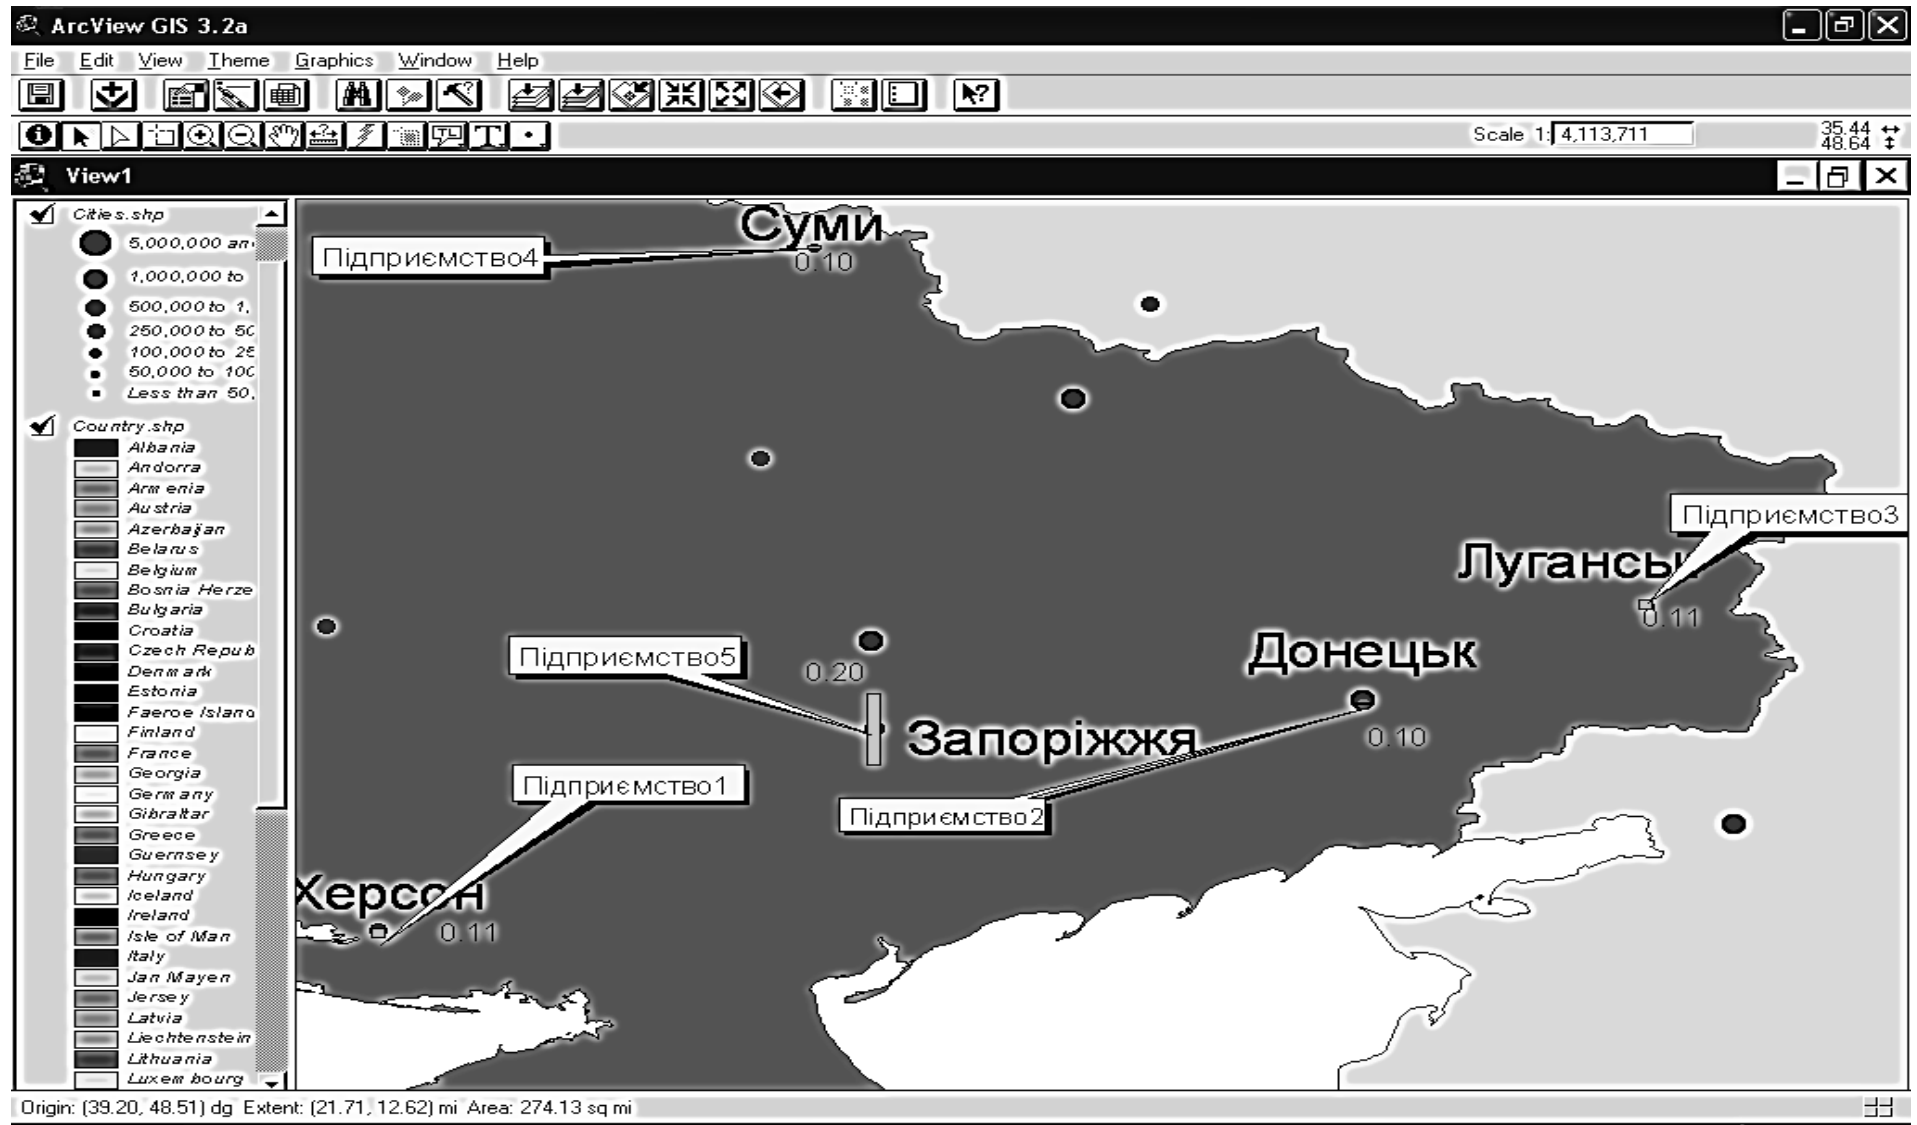 ArcView GIS 3.2a
File Edit View Theme Graphics Window Help
Scale 1: 4,113,711
35.44
48.64
View1
Cities.shp
5,000,000 an
1,000,000 to
500,000 to 1,
250,000 to 50
100,000 to 25
50,000 to 100
Less than 50,
Country.shp
Albania
Andorra
Armenia
Austria
Azerbaijan
Belarus
Belgium
Bosnia Herze
Bulgaria
Croatia
Czech Repub
Denmark
Estonia
Faeroe Island
Finland
France
Georgia
Germany
Gibraltar
Greece
Guernsey
Hungary
Iceland
Ireland
Isle of Man
Italy
Jan Mayen
Jersey
Latvia
Liechtenstein
Lithuania
Luxembourg
Суми
Підприємство4
0.10
Підприємство3
Луганськ
0.11
Донецьк
Підприємство5
0.20
Запоріжжя
0.10
Підприємство1
Підприємство2
Херсон
0.11
Origin: (39.20, 48.51) dg Extent: (21.71, 12.62) mi Area: 274.13 sq mi